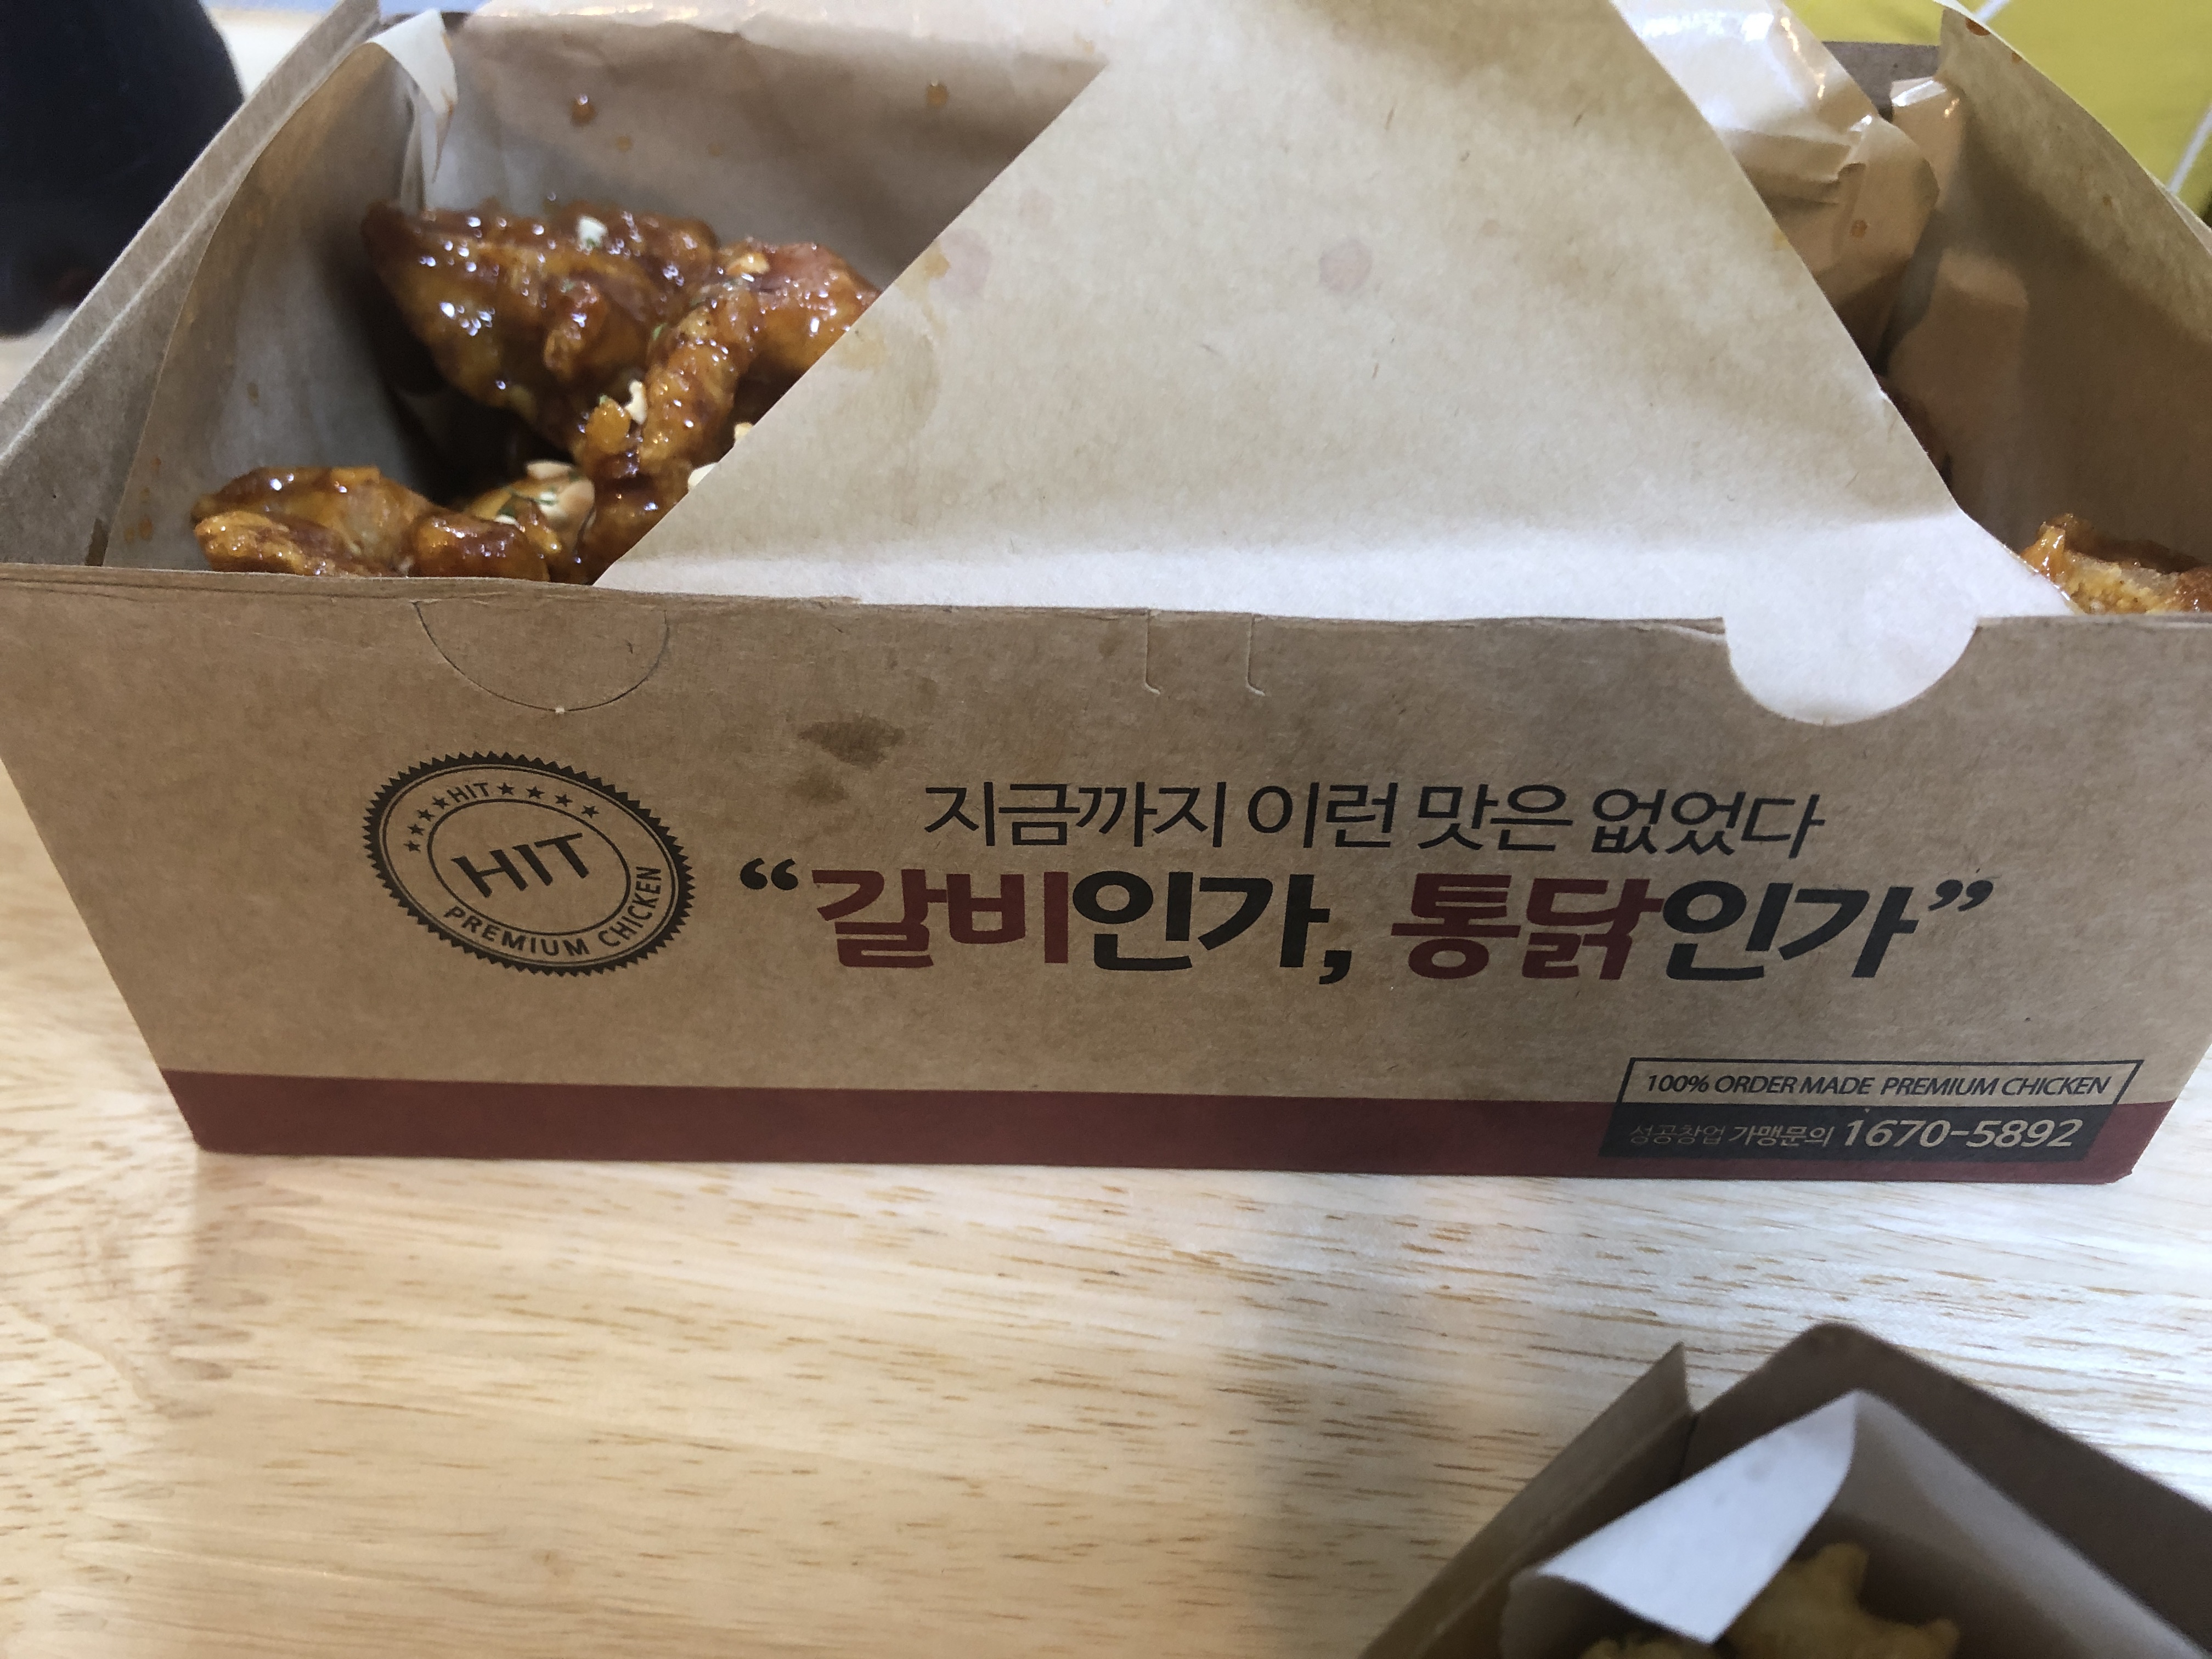 HIT
HIT
PREMIUM CHICKEN
지금까지 이런 맛은 없었다
“갈비인가, 통닭인가”
100% ORDER MADE PREMIUM CHICKEN
성공창업 가맹문의 1670-5892